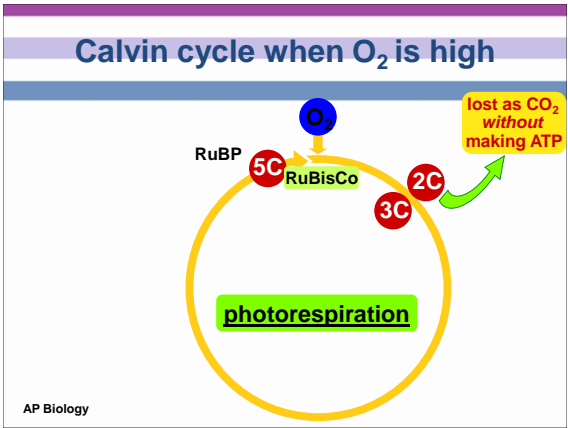 Calvin cycle when O₂ is high
lost as CO₂
without
making ATP
O₂
RuBP
5C
RuBisCo
2C
3C
photorespiration
AP Biology